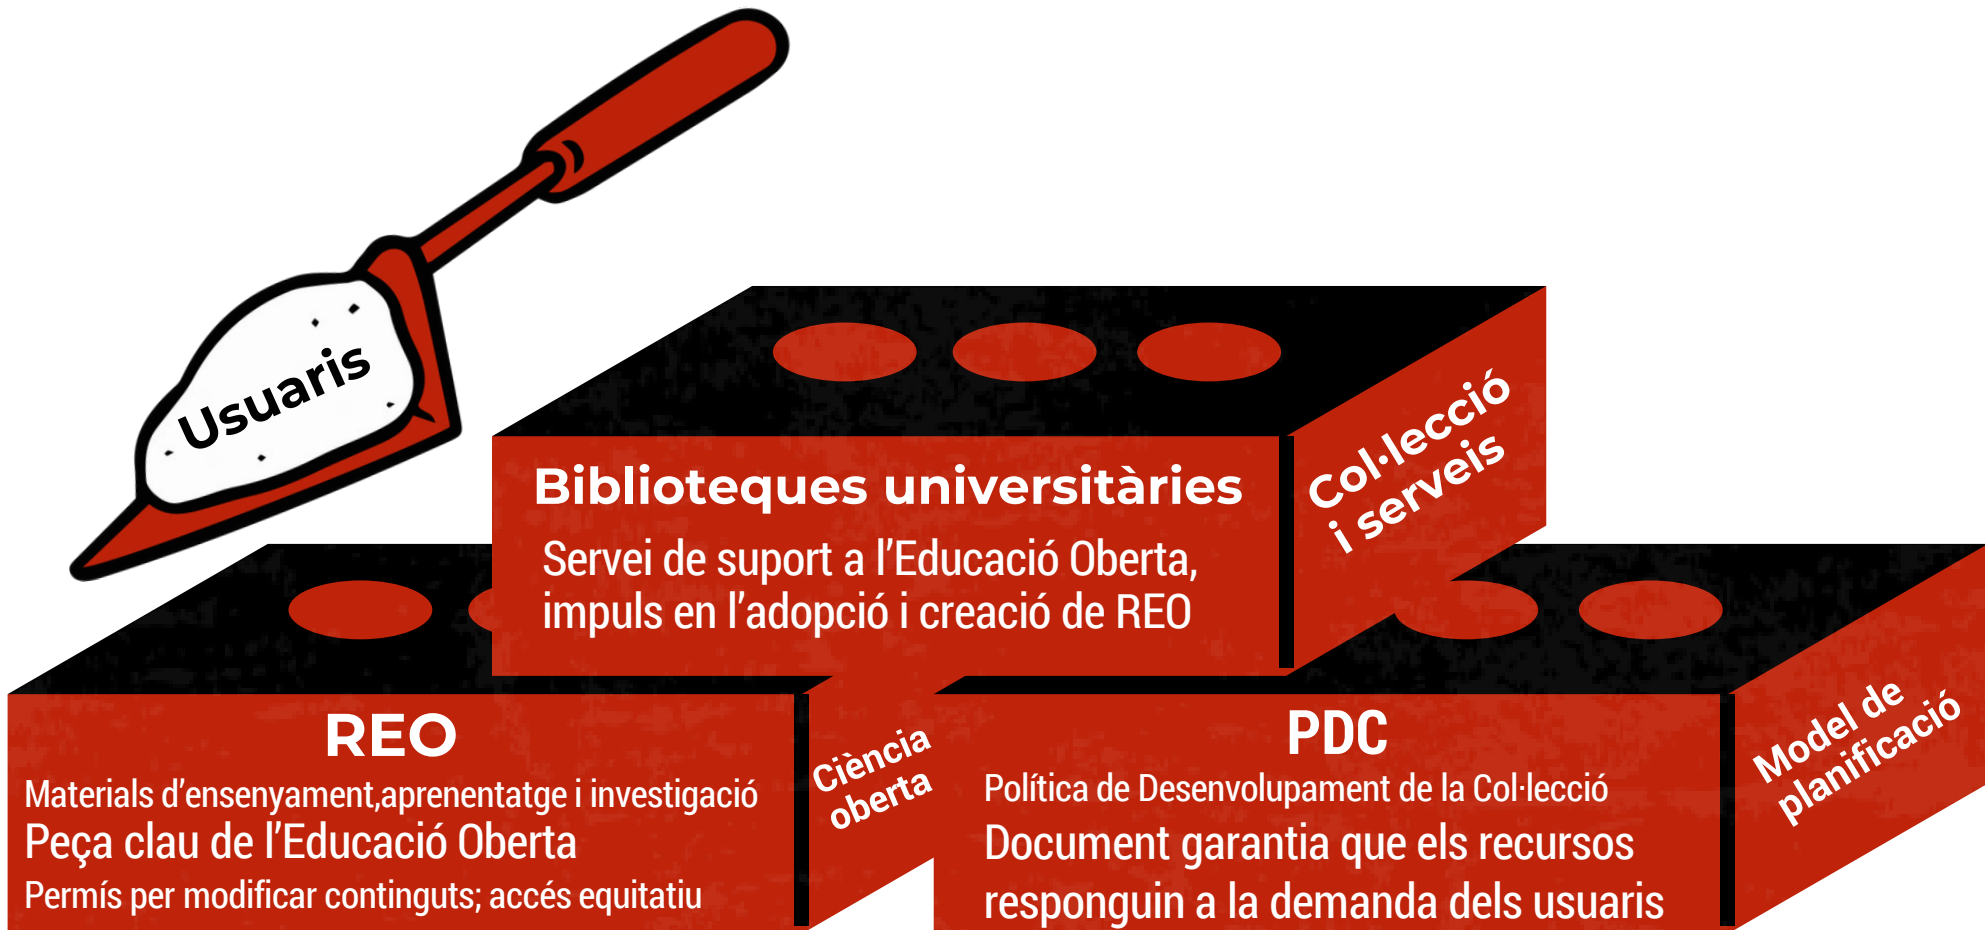 Usuaris
Biblioteques universitàries
Servei de suport a l’Educació Oberta,
impuls en l’adopció i creació de REO
Col·lecció
i serveis
REO
Materials d’ensenyament,aprenentatge i investigació
Peça clau de l’Educació Oberta
Permís per modificar continguts; accés equitatiu
Ciència
oberta
PDC
Política de Desenvolupament de la Col·lecció
Document garantia que els recursos
responguin a la demanda dels usuaris
Model de
planificació